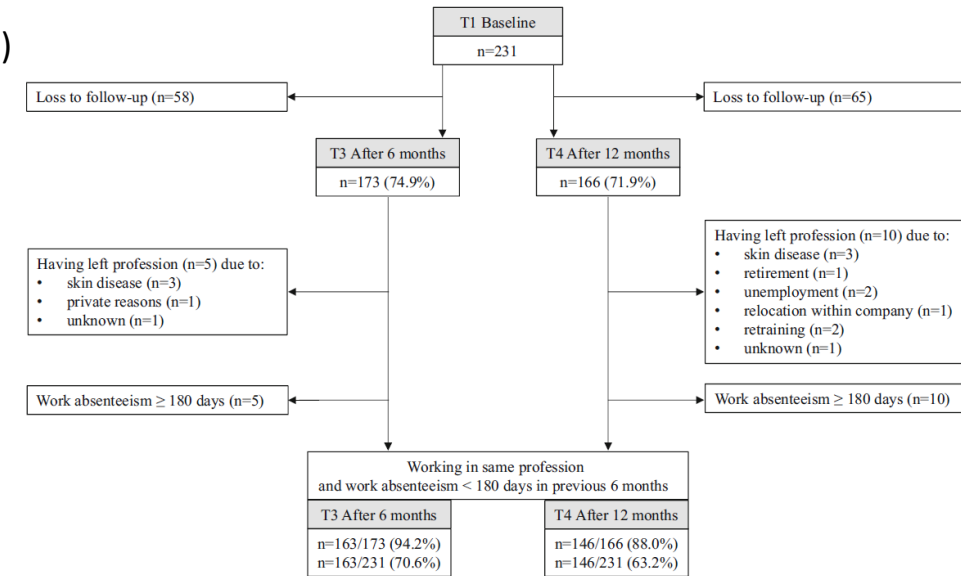 )
T1 Baseline
n=231
Loss to follow-up (n=58)
Loss to follow-up (n=65)
T3 After 6 months
n=173 (74.9%)
T4 After 12 months
n=166 (71.9%)
Having left profession (n=5) due to:
• skin disease (n=3)
• private reasons (n=1)
• unknown (n=1)
Having left profession (n=10) due to:
• skin disease (n=3)
• retirement (n=1)
• unemployment (n=2)
• relocation within company (n=1)
• retraining (n=2)
• unknown (n=1)
Work absenteeism ≥ 180 days (n=5)
Work absenteeism ≥ 180 days (n=10)
Working in same profession
and work absenteeism < 180 days in previous 6 months
T3 After 6 months
n=163/173 (94.2%)
n=163/231 (70.6%)
T4 After 12 months
n=146/166 (88.0%)
n=146/231 (63.2%)